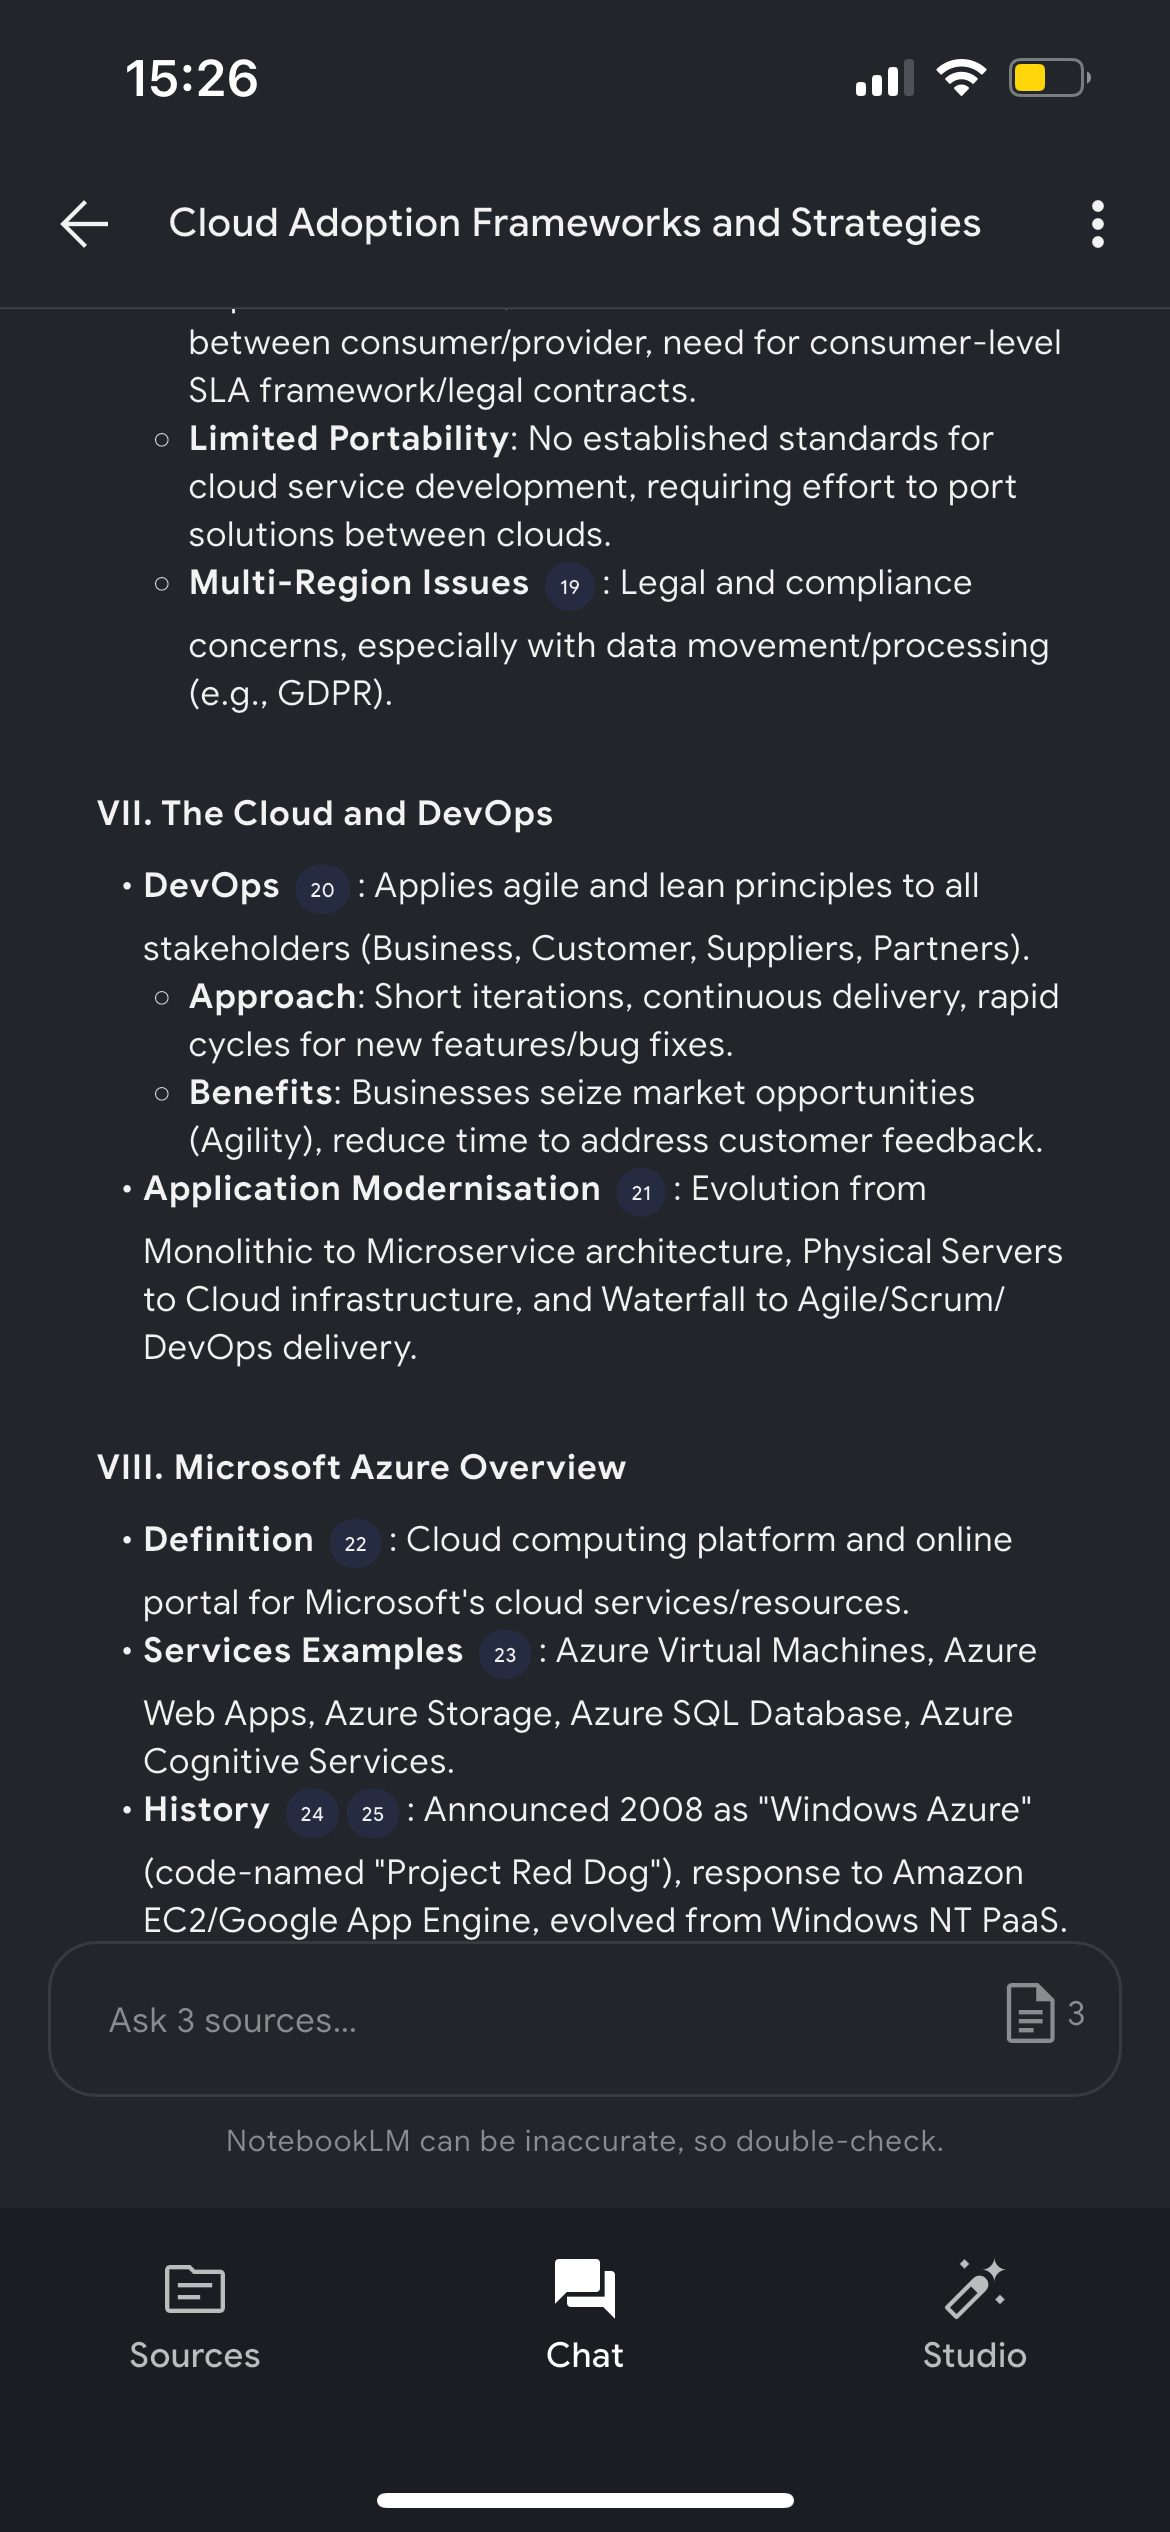 15:26
Cloud Adoption Frameworks and Strategies
between consumer/provider, need for consumer-level
SLA framework/legal contracts.
○ Limited Portability: No established standards for
cloud service development, requiring effort to port
solutions between clouds.
○ Multi-Region Issues 19 : Legal and compliance
concerns, especially with data movement/processing
(e.g., GDPR).
VII. The Cloud and DevOps
• DevOps 20 : Applies agile and lean principles to all
stakeholders (Business, Customer, Suppliers, Partners).
○ Approach: Short iterations, continuous delivery, rapid
cycles for new features/bug fixes.
○ Benefits: Businesses seize market opportunities
(Agility), reduce time to address customer feedback.
• Application Modernisation 21 : Evolution from
Monolithic to Microservice architecture, Physical Servers
to Cloud infrastructure, and Waterfall to Agile/Scrum/
DevOps delivery.
VIII. Microsoft Azure Overview
• Definition 22 : Cloud computing platform and online
portal for Microsoft's cloud services/resources.
• Services Examples 23 : Azure Virtual Machines, Azure
Web Apps, Azure Storage, Azure SQL Database, Azure
Cognitive Services.
• History 24 25 : Announced 2008 as "Windows Azure"
(code-named "Project Red Dog"), response to Amazon
EC2/Google App Engine, evolved from Windows NT PaaS.
Ask 3 sources...
3
NotebookLM can be inaccurate, so double-check.
Sources
Chat
Studio